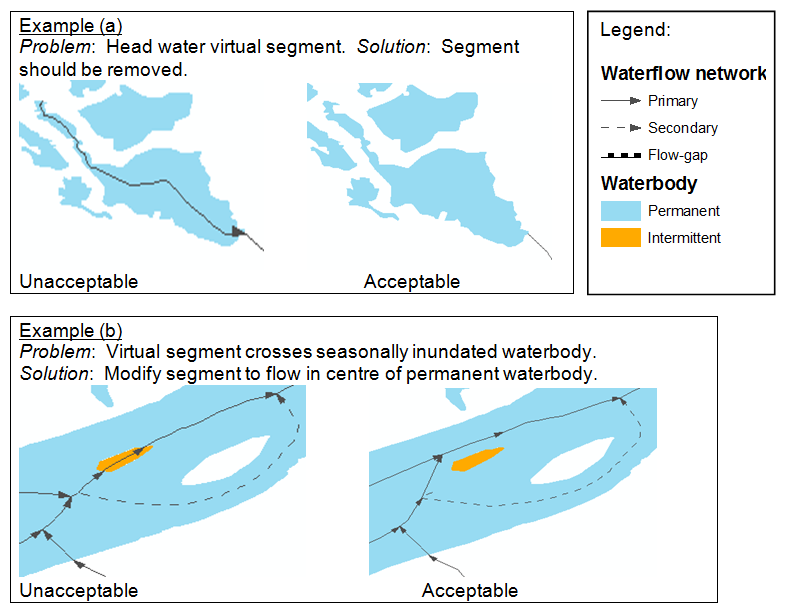 Example (a)
Problem: Head water virtual segment. Solution: Segment
should be removed.
Unacceptable
Acceptable
Legend:
Waterflow network
Primary
Secondary
Flow-gap
Waterbody
Permanent
Intermittent
Example (b)
Problem: Virtual segment crosses seasonally inundated waterbody.
Solution: Modify segment to flow in centre of permanent waterbody.
Unacceptable
Acceptable